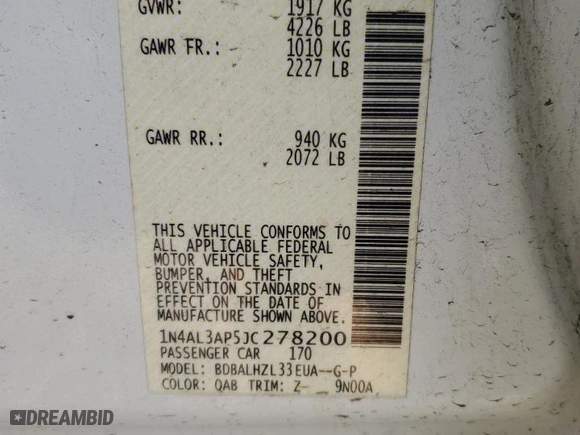 GVWR: 1917 KG
4226 LB
GAWR FR.: 1010 KG
2227 LB
GAWR RR.: 940 KG
2072 LB
THIS VEHICLE CONFORMS TO
ALL APPLICABLE FEDERAL
MOTOR VEHICLE SAFETY,
BUMPER, AND THEFT
PREVENTION STANDARDS IN
EFFECT ON THE DATE OF
MANUFACTURE SHOWN ABOVE.
1N4AL3AP5JC278200
PASSENGER CAR 170
MODEL: BDBALHZL33EUA--G-P
COLOR: QAB TRIM: Z- 9N00A
DREAMBID